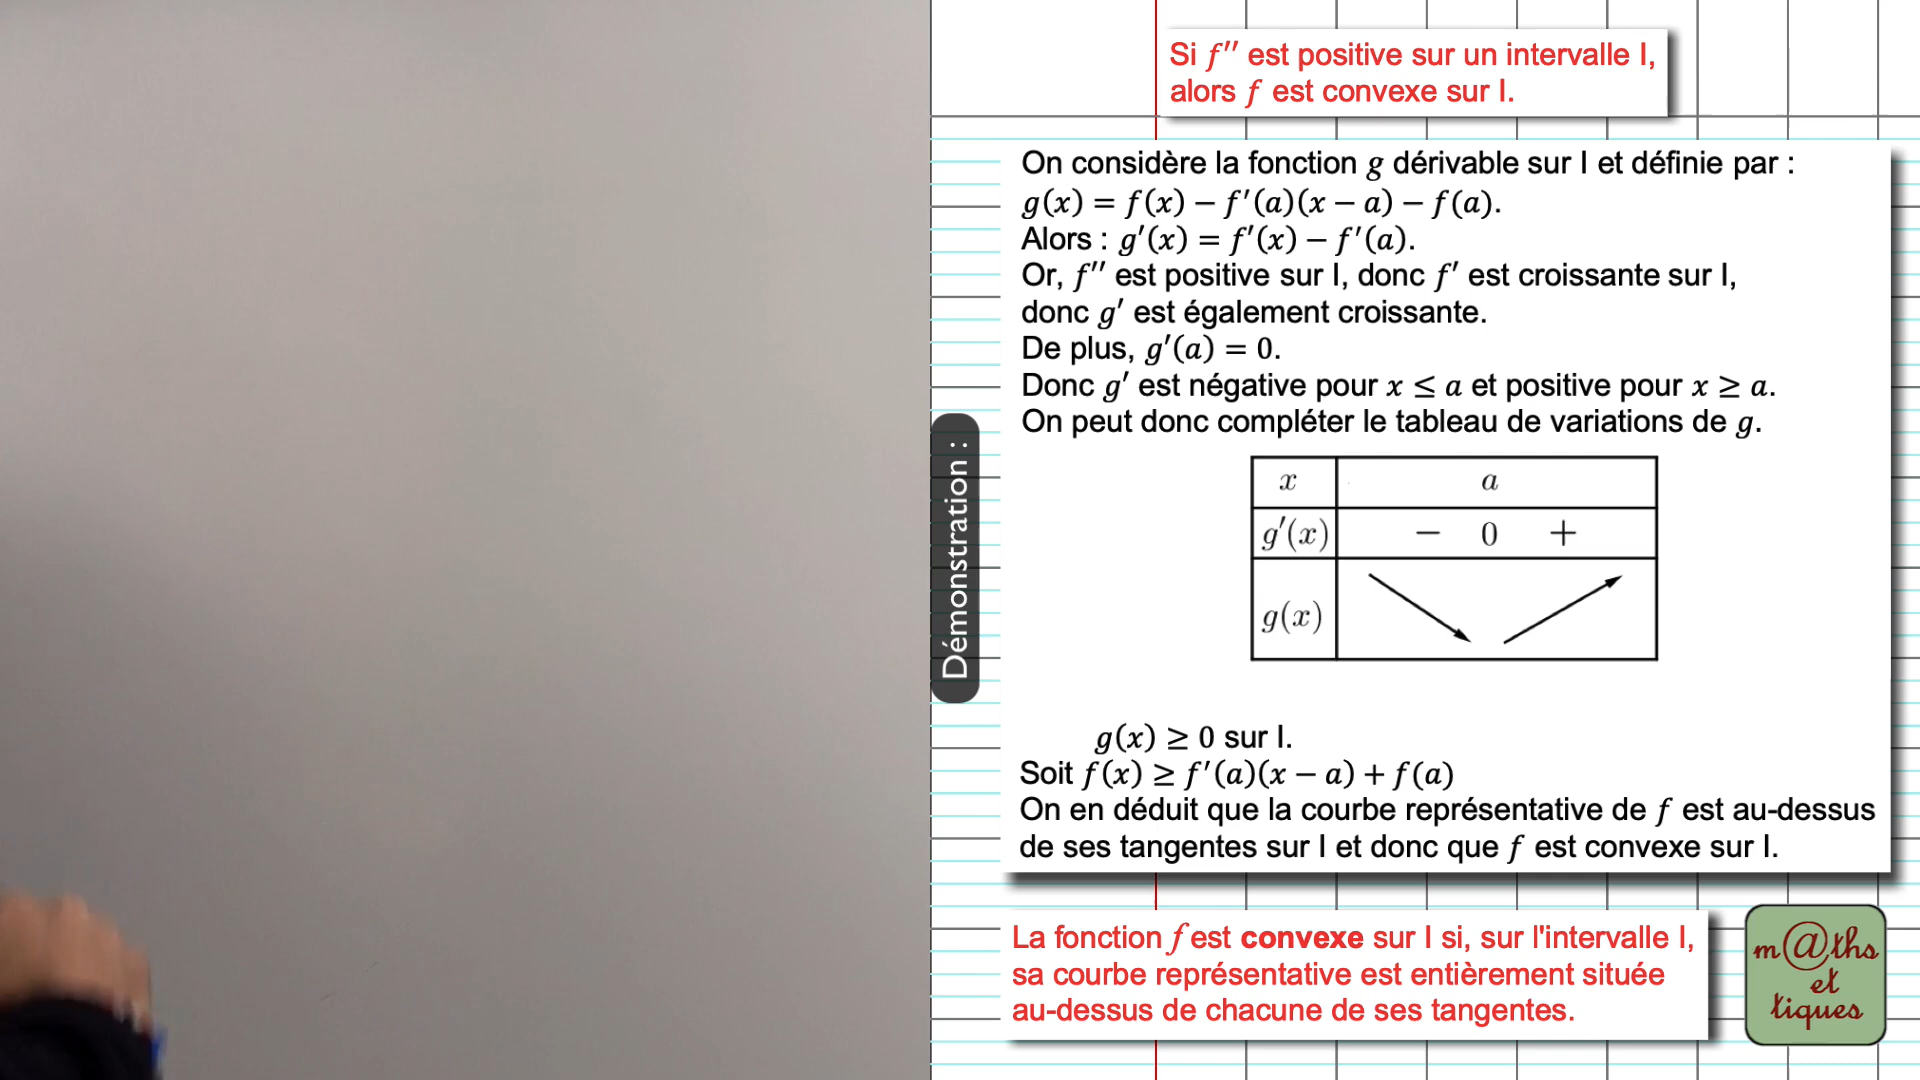 Si f″ est positive sur un intervalle I,
alors f est convexe sur I.
On considère la fonction g dérivable sur I et définie par :
g(x) = f(x) − f′(a)(x − a) − f(a).
Alors : g′(x) = f′(x) − f′(a).
Or, f″ est positive sur I, donc f′ est croissante sur I,
donc g′ est également croissante.
De plus, g′(a) = 0.
Donc g′ est négative pour x ≤ a et positive pour x ≥ a.
On peut donc compléter le tableau de variations de g.
Démonstration :
x a
g′(x) − 0 +
g(x)
g(x) ≥ 0 sur I.
Soit f(x) ≥ f′(a)(x − a) + f(a)
On en déduit que la courbe représentative de f est au-dessus
de ses tangentes sur I et donc que f est convexe sur I.
La fonction f est convexe sur I si, sur l'intervalle I,
sa courbe représentative est entièrement située
au-dessus de chacune de ses tangentes.
m@ths
et
tiques